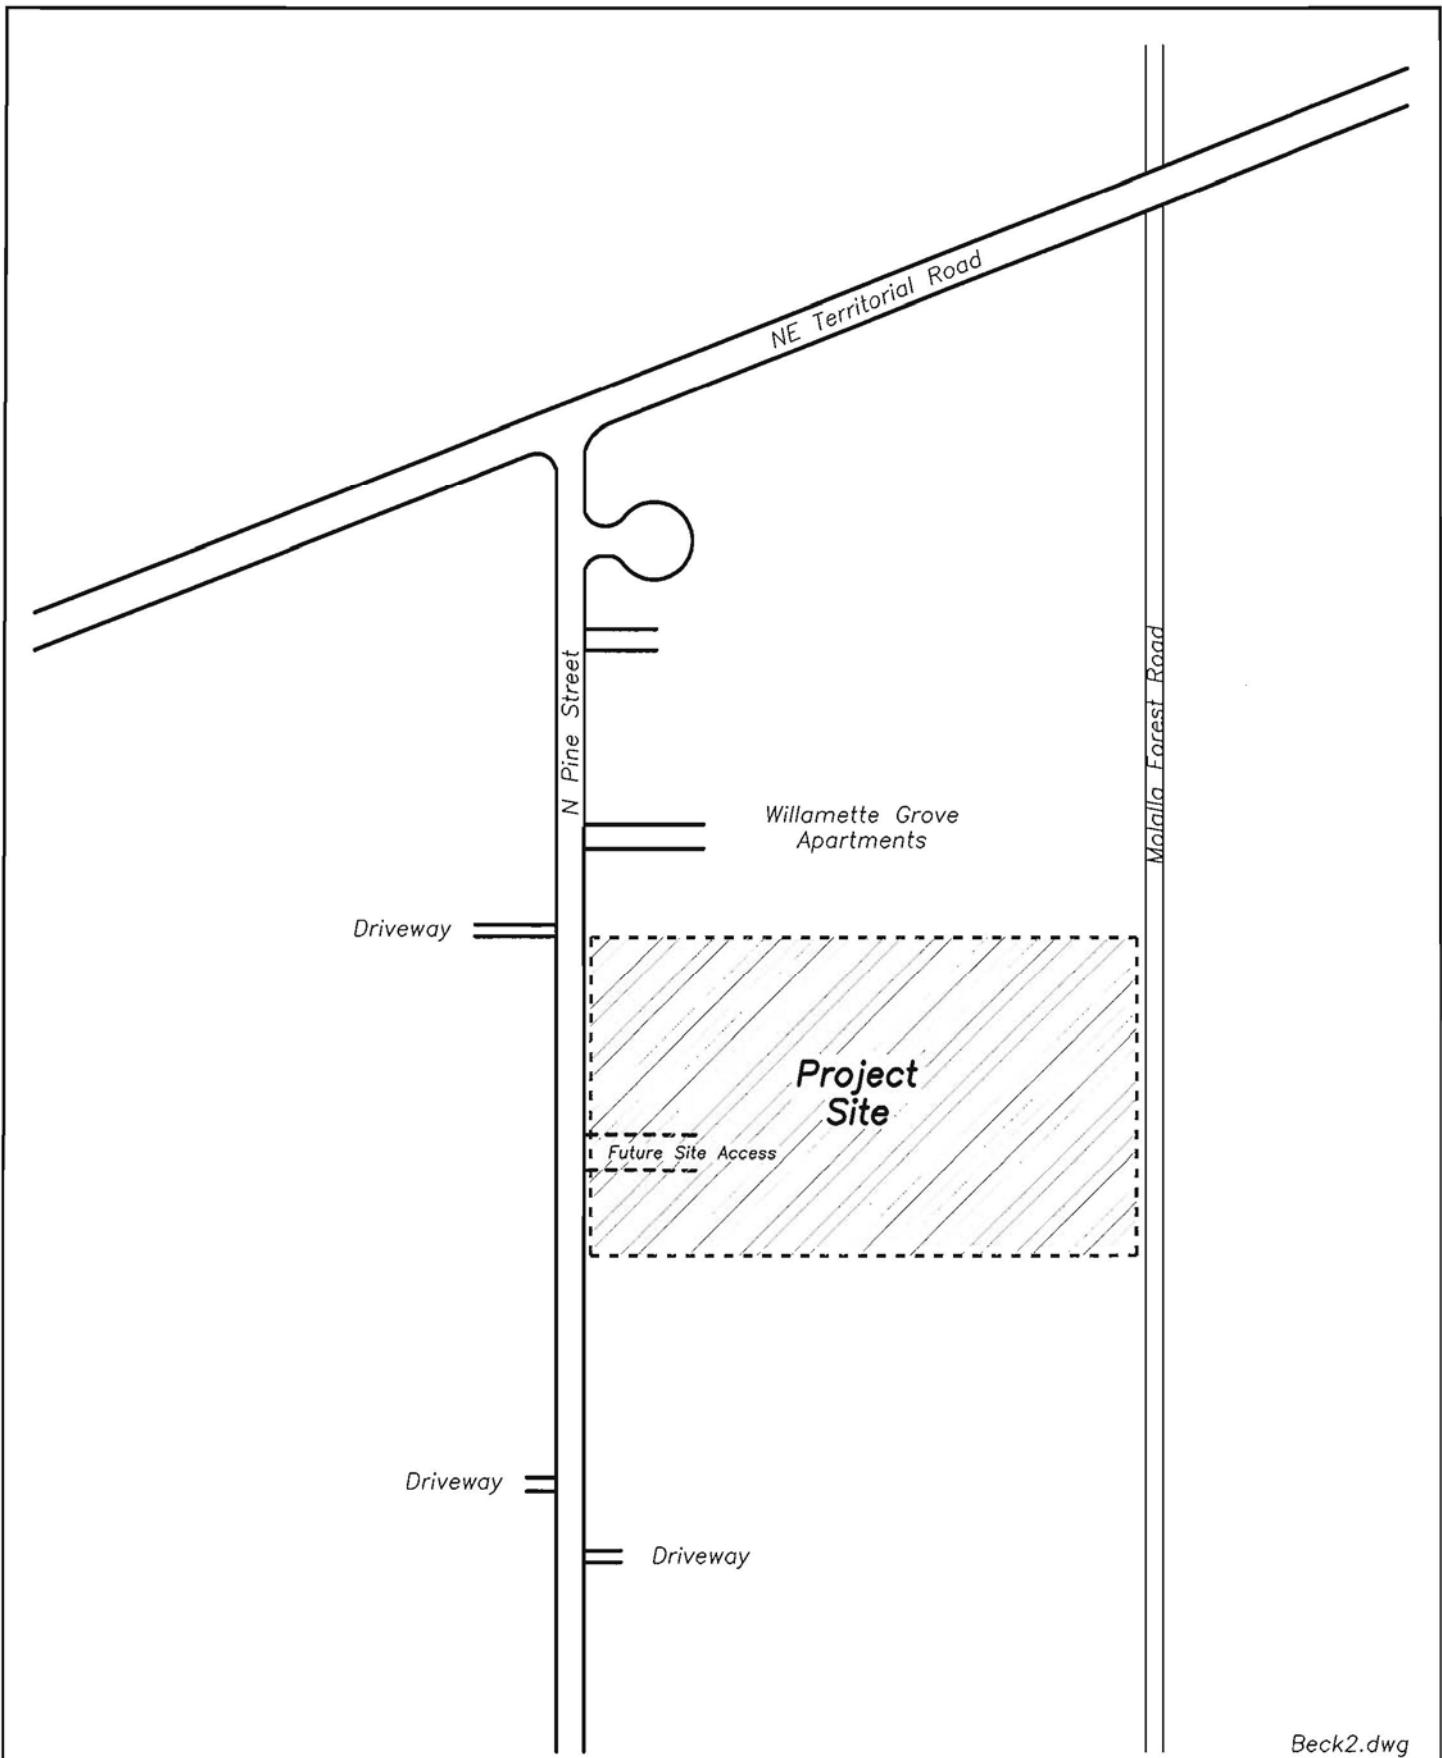 NE Territorial Road
N Pine Street
Molalla Forest Road
Willamette Grove
Apartments
Driveway
Project
Site
Future Site Access
Driveway
Driveway
Beck2.dwg